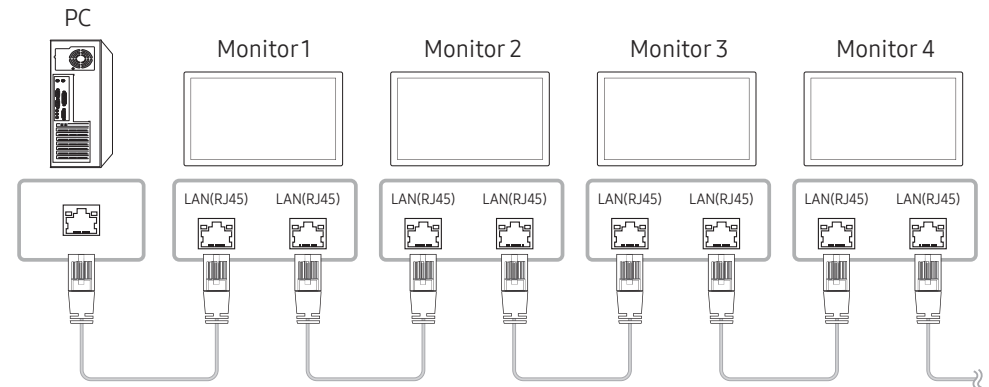 PC
Monitor 1
Monitor 2
Monitor 3
Monitor 4
LAN(RJ45) LAN(RJ45) LAN(RJ45) LAN(RJ45) LAN(RJ45) LAN(RJ45) LAN(RJ45) LAN(RJ45)